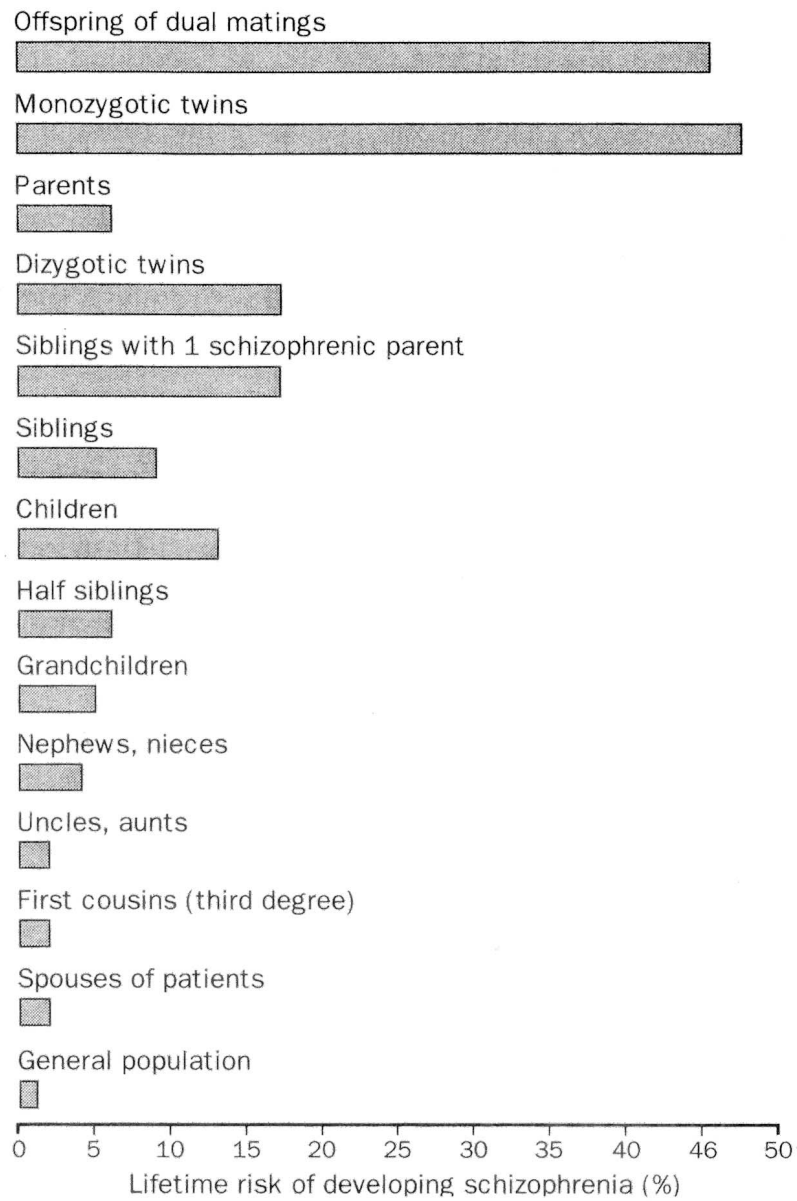 Offspring of dual matings
Monozygotic twins
Parents
Dizygotic twins
Siblings with 1 schizophrenic parent
Siblings
Children
Half siblings
Grandchildren
Nephews, nieces
Uncles, aunts
First cousins (third degree)
Spouses of patients
General population
0 5 10 15 20 25 30 35 40 46 50
Lifetime risk of developing schizophrenia (%)